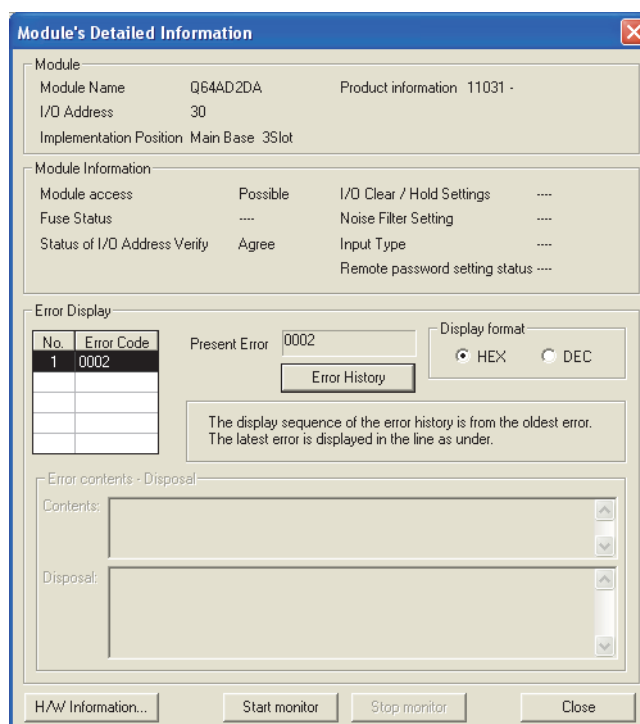 Module's Detailed Information
Module
Module Name Q64AD2DA Product information 11031 -
I/O Address 30
Implementation Position Main Base 3Slot
Module Information
Module access Possible I/O Clear / Hold Settings ----
Fuse Status ---- Noise Filter Setting ----
Status of I/O Address Verify Agree Input Type ----
Remote password setting status ----
Error Display
No. Error Code
1 0002
Present Error 0002
Error History
Display format
HEX DEC
The display sequence of the error history is from the oldest error.
The latest error is displayed in the line as under.
Error contents - Disposal
Contents:
Disposal:
H/W Information... Start monitor Stop monitor Close